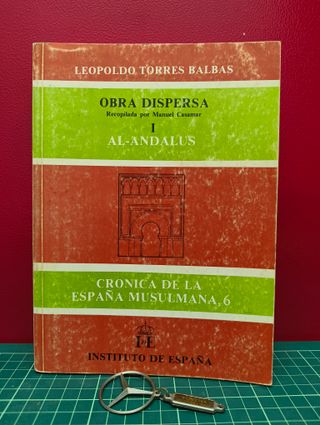 LEOPOLDO TORRES BALBAS
OBRA DISPERSA
Recopilada por Manuel Casamar
I
AL-ANDALUS
CRONICA DE LA
ESPAÑA MUSULMANA, 6
INSTITUTO DE ESPAÑA